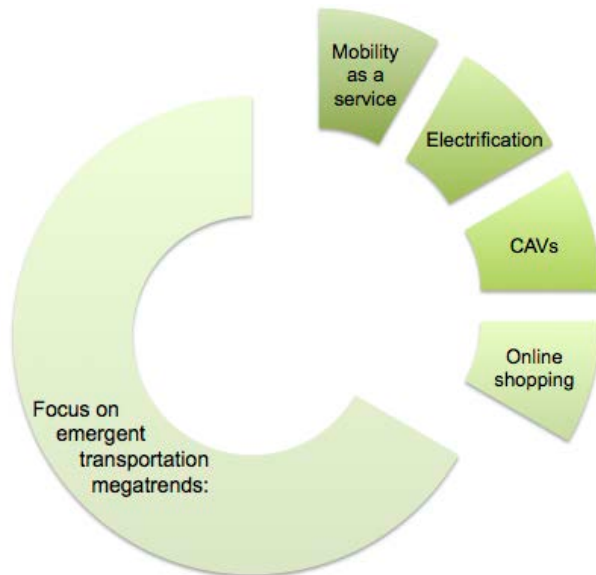 Mobility
as a
service
Electrification
CAVs
Online
shopping
Focus on
emergent
transportation
megatrends: